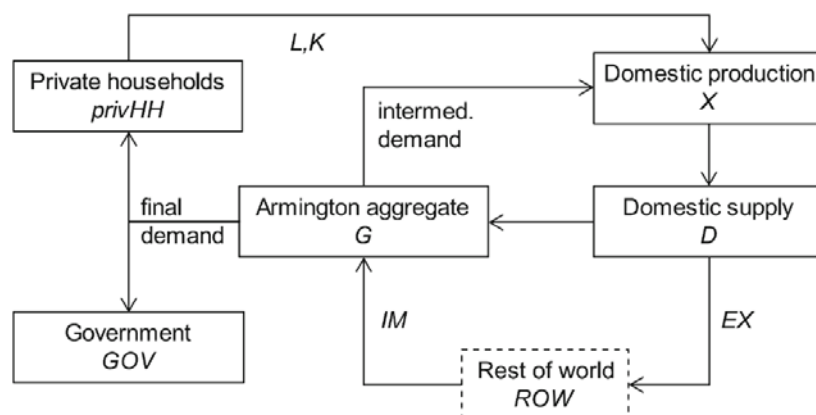 L,K
Private households
privHH
Domestic production
X
intermed.
demand
final
demand
Armington aggregate
G
Domestic supply
D
Government
GOV
IM
EX
Rest of world
ROW